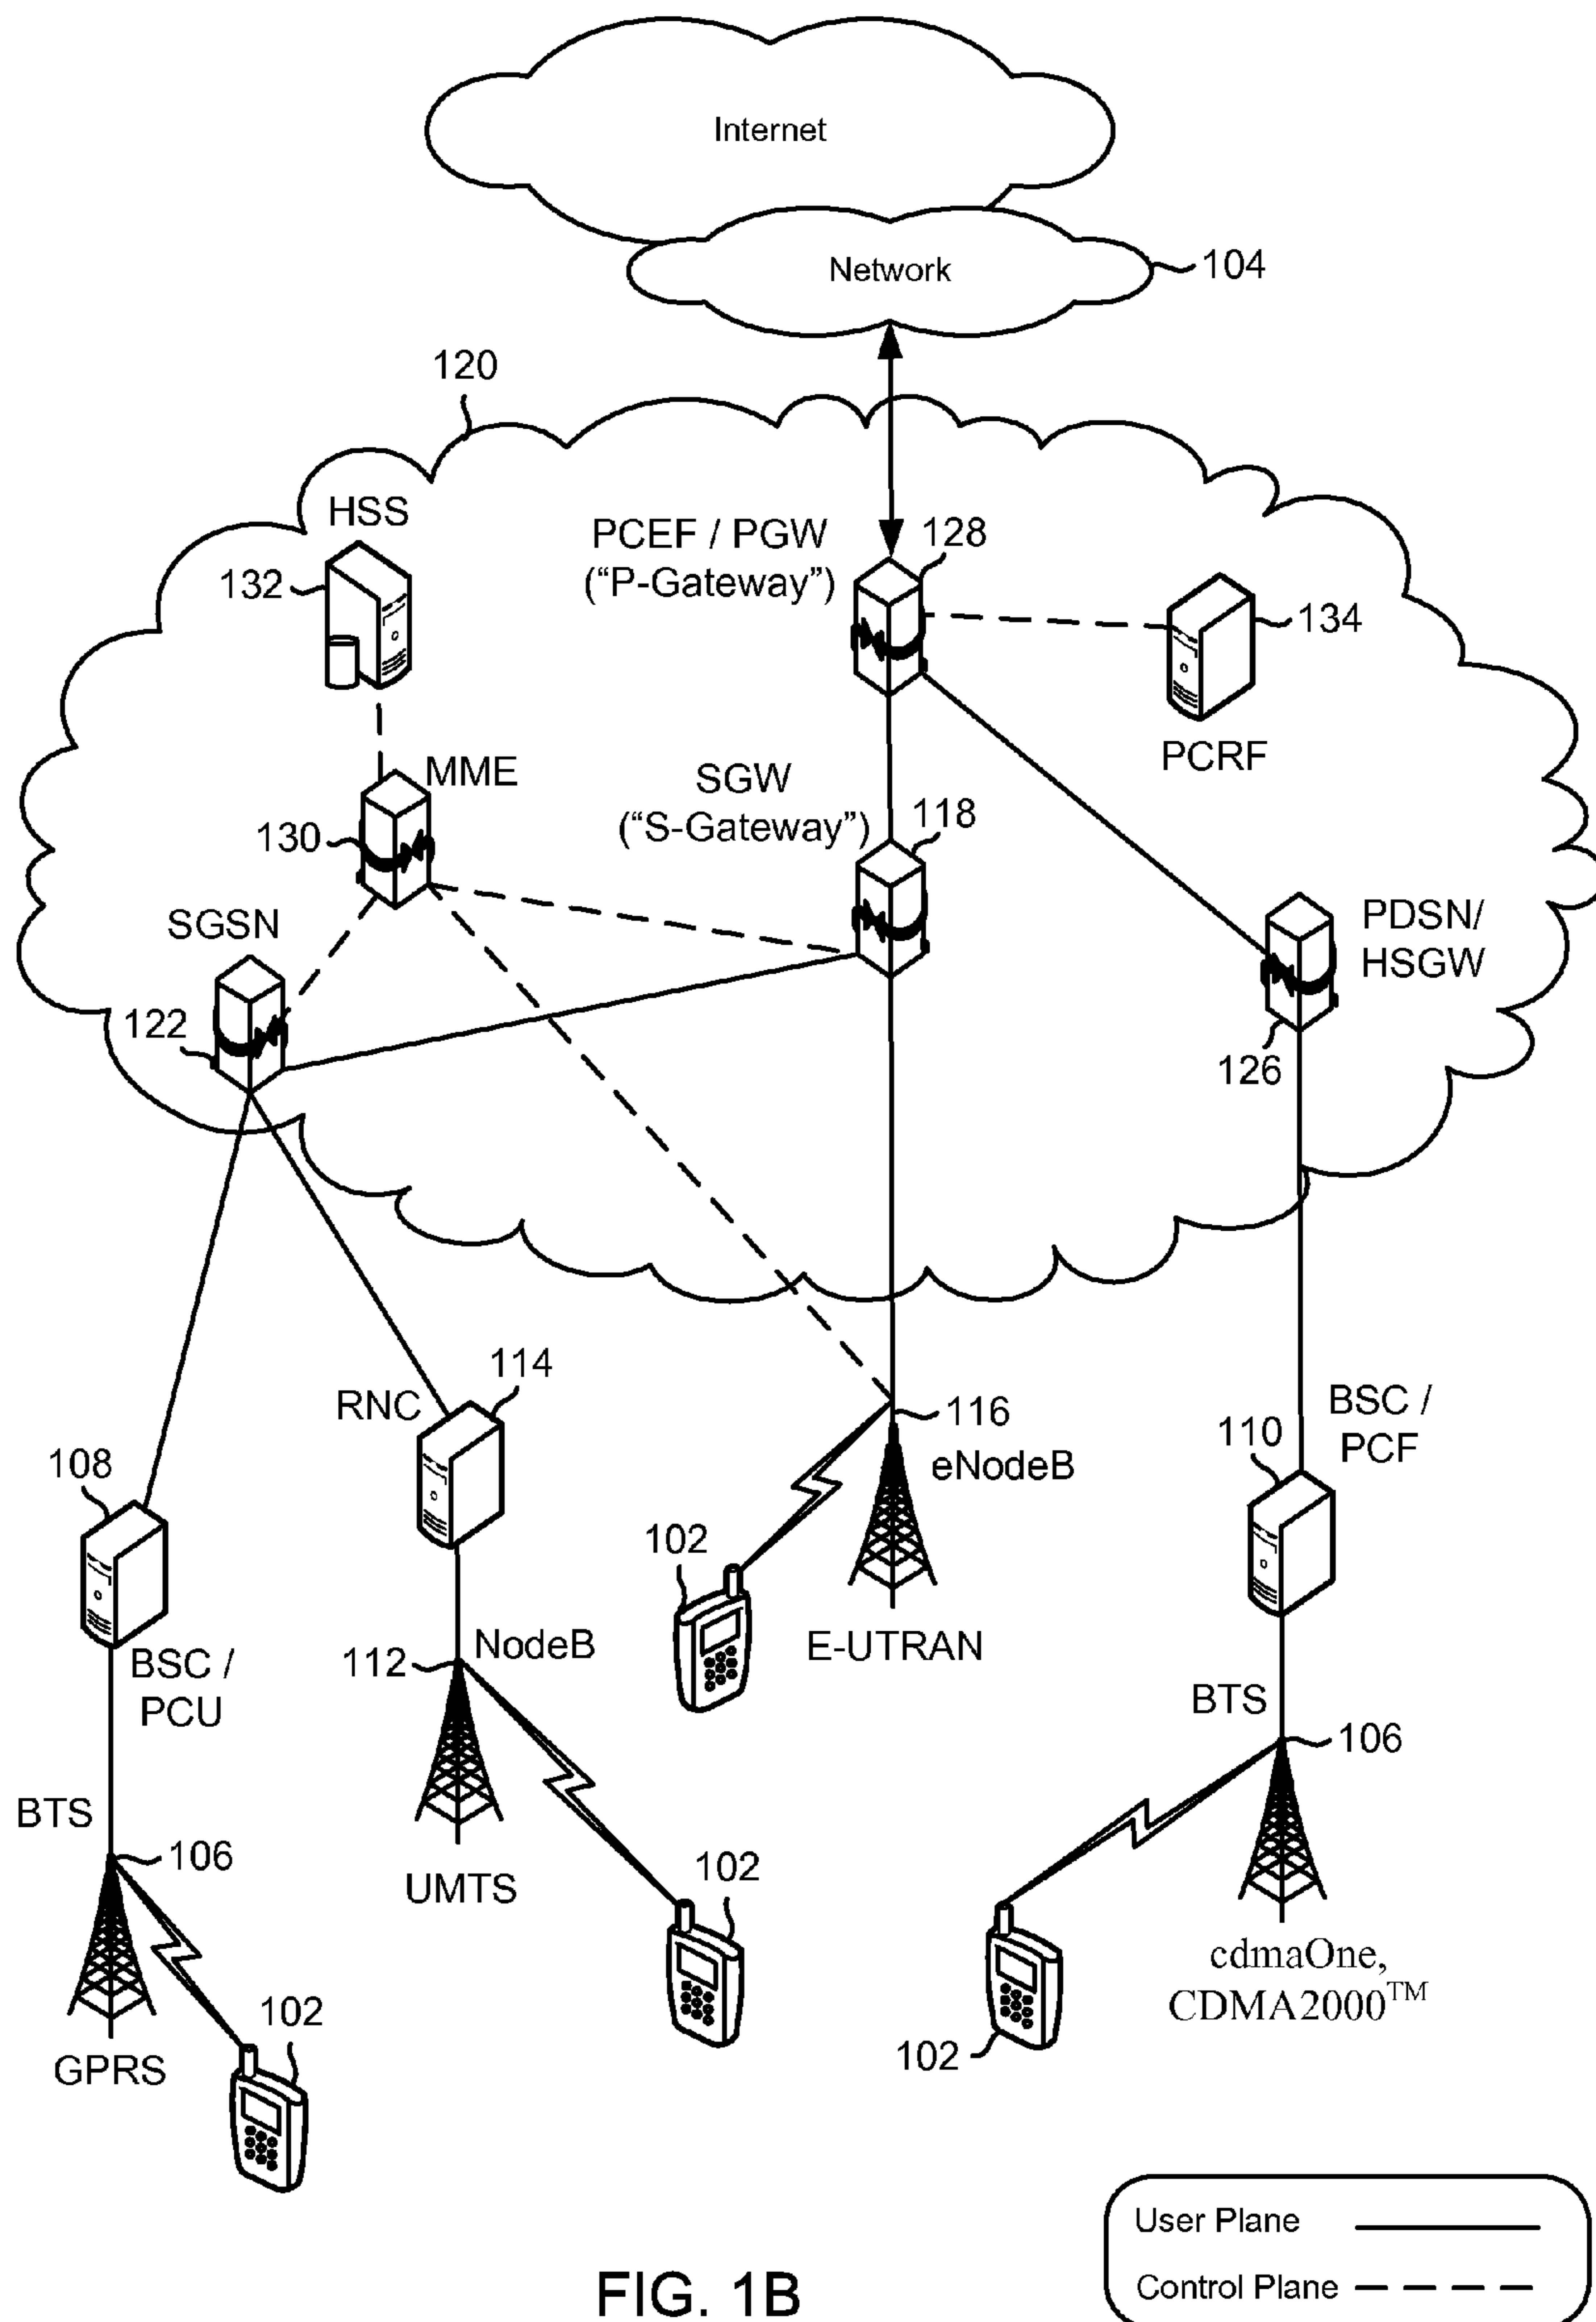 Internet
Network
104
120
HSS
132
PCEF / PGW
(“P-Gateway”)
128
134
PCRF
MME
130
SGW
(“S-Gateway”)
118
SGSN
122
PDSN/
HSGW
126
114
RNC
116
eNodeB
BSC /
PCF
110
108
102
E-UTRAN
NodeB
112
BSC /
PCU
BTS
106
BTS
106
UMTS
102
cdmaOne,
CDMA2000™
102
102
GPRS
User Plane
Control Plane
FIG. 1B